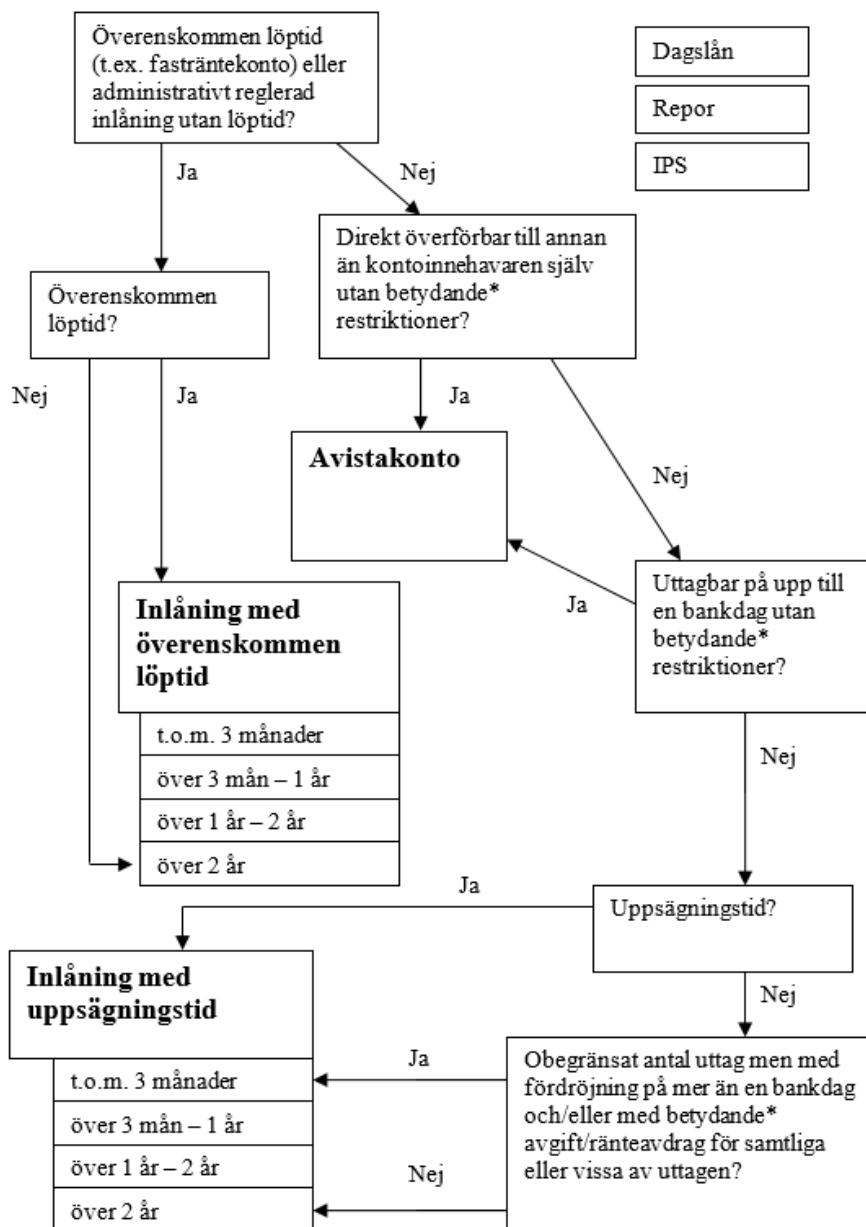 Överenskommen löptid
(t.ex. fasträntekonto) eller
administrativt reglerad
inlåning utan löptid?
Dagslån
Repor
IPS
Ja
Nej
Direkt överförbar till annan
än kontoinnehavaren själv
utan betydande*
restriktioner?
Överenskommen
löptid?
Nej
Ja
Ja
Avistakonto
Nej
Ja
Uttagbar på upp till
en bankdag utan
betydande*
restriktioner?
Inlåning med
överenskommen
löptid
t.o.m. 3 månader
över 3 mån – 1 år
över 1 år – 2 år
över 2 år
Nej
Ja
Uppsägningstid?
Inlåning med
uppsägningstid
t.o.m. 3 månader
över 3 mån – 1 år
över 1 år – 2 år
över 2 år
Nej
Ja
Nej
Obegränsat antal uttag men med
fördröjning på mer än en bankdag
och/eller med betydande*
avgift/ränteavdrag för samtliga
eller vissa av uttagen?